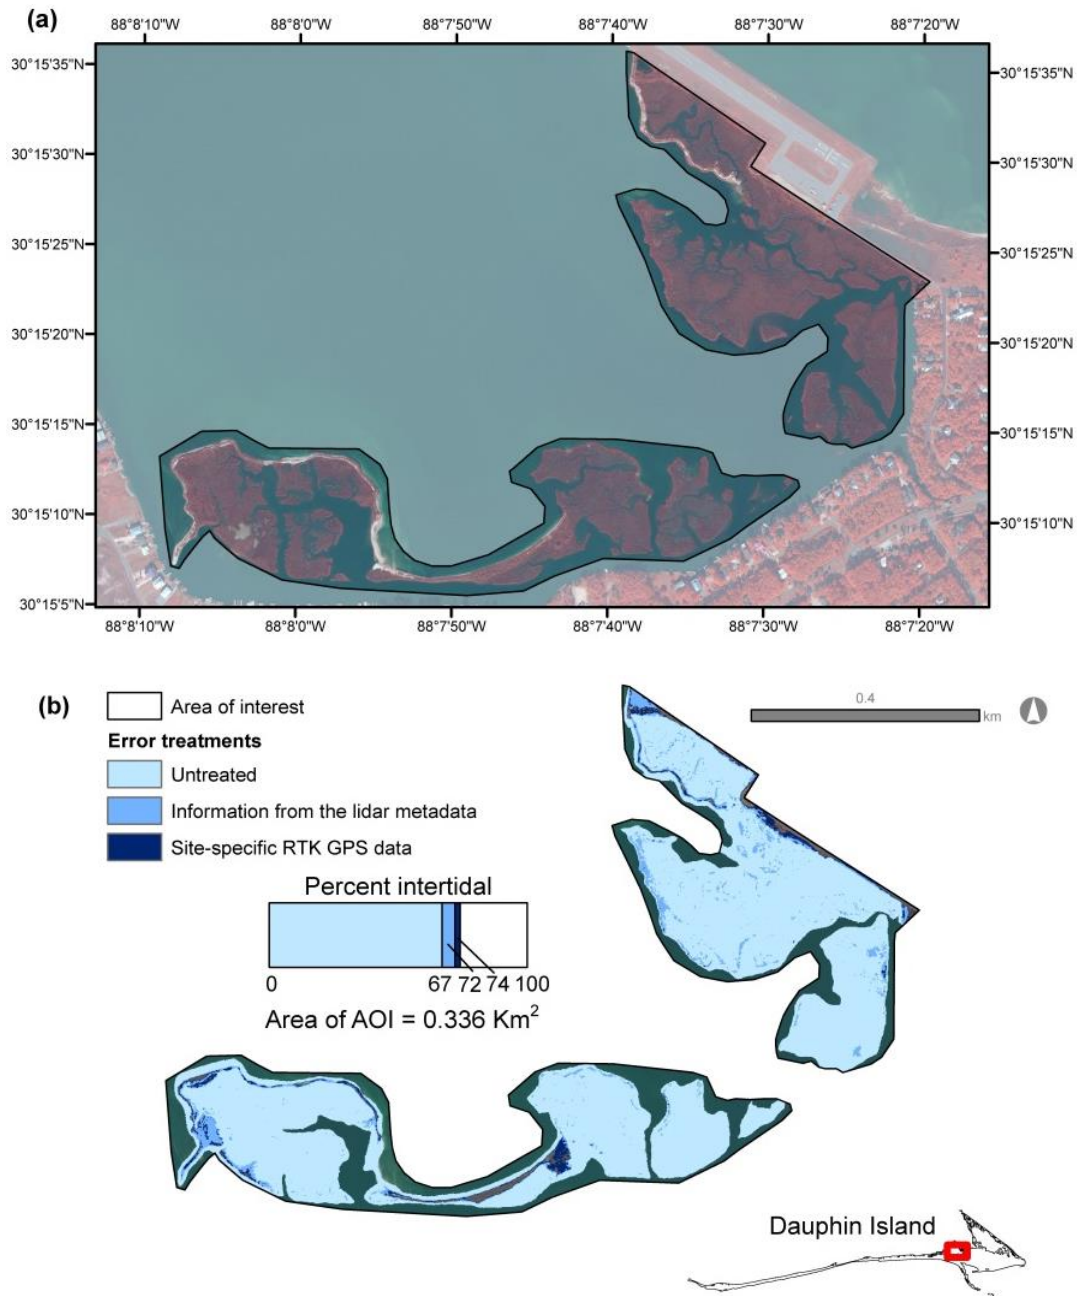 (a)
88°8'10"W 88°8'0"W 88°7'50"W 88°7'40"W 88°7'30"W 88°7'20"W
30°15'35"N 30°15'35"N
30°15'30"N 30°15'30"N
30°15'25"N 30°15'25"N
30°15'20"N 30°15'20"N
30°15'15"N 30°15'15"N
30°15'10"N 30°15'10"N
30°15'5"N
88°8'10"W 88°8'0"W 88°7'50"W 88°7'40"W 88°7'30"W 88°7'20"W
(b)
Area of interest
Error treatments
Untreated
Information from the lidar metadata
Site-specific RTK GPS data
0.4
km
Percent intertidal
0 67 72 74 100
Area of AOI = 0.336 Km²
Dauphin Island